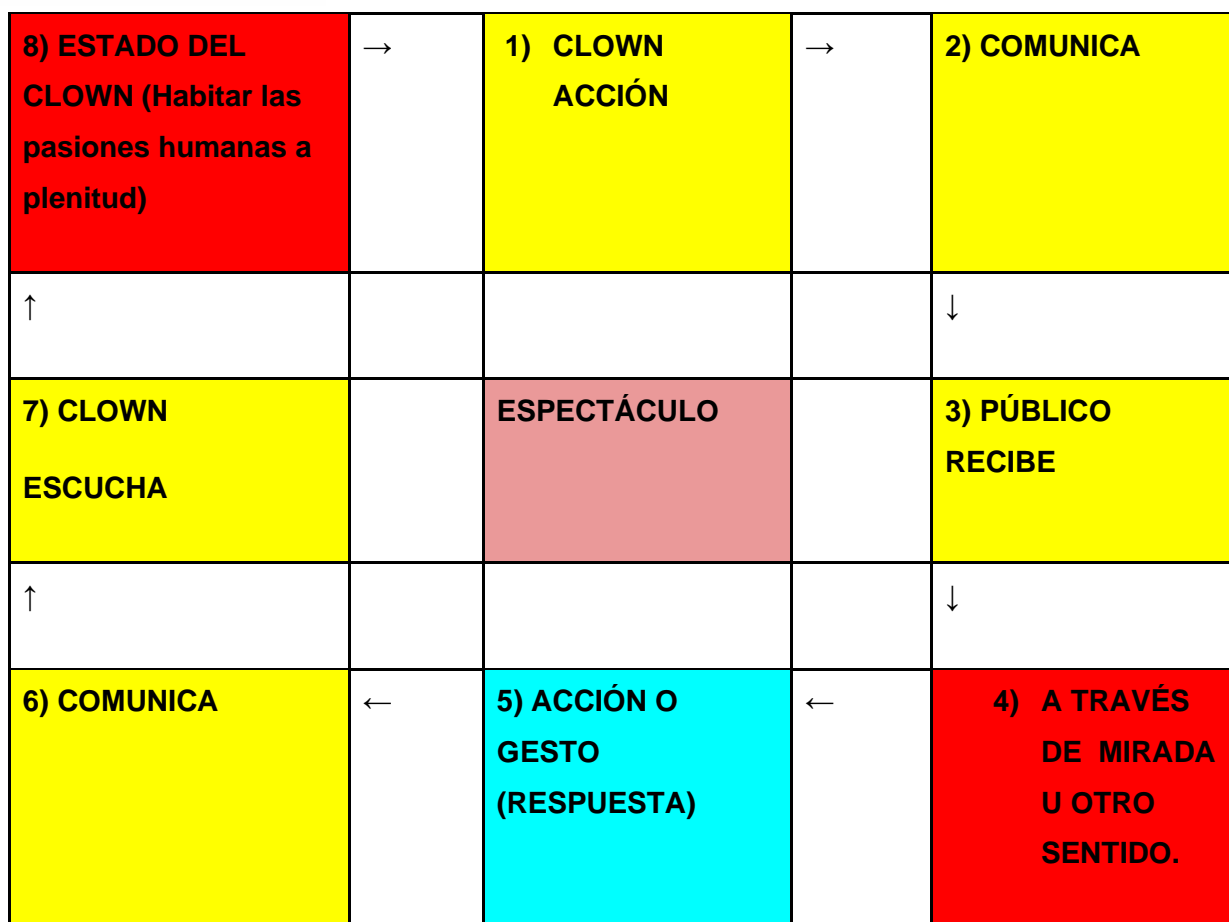 8) ESTADO DEL
CLOWN (Habitar las
pasiones humanas a
plenitud)
→
1) CLOWN
ACCIÓN
→
2) COMUNICA
↑
↓
7) CLOWN
ESCUCHA
ESPECTÁCULO
3) PÚBLICO
RECIBE
↑
↓
6) COMUNICA
←
5) ACCIÓN O
GESTO
(RESPUESTA)
←
4) A TRAVÉS
DE MIRADA
U OTRO
SENTIDO.